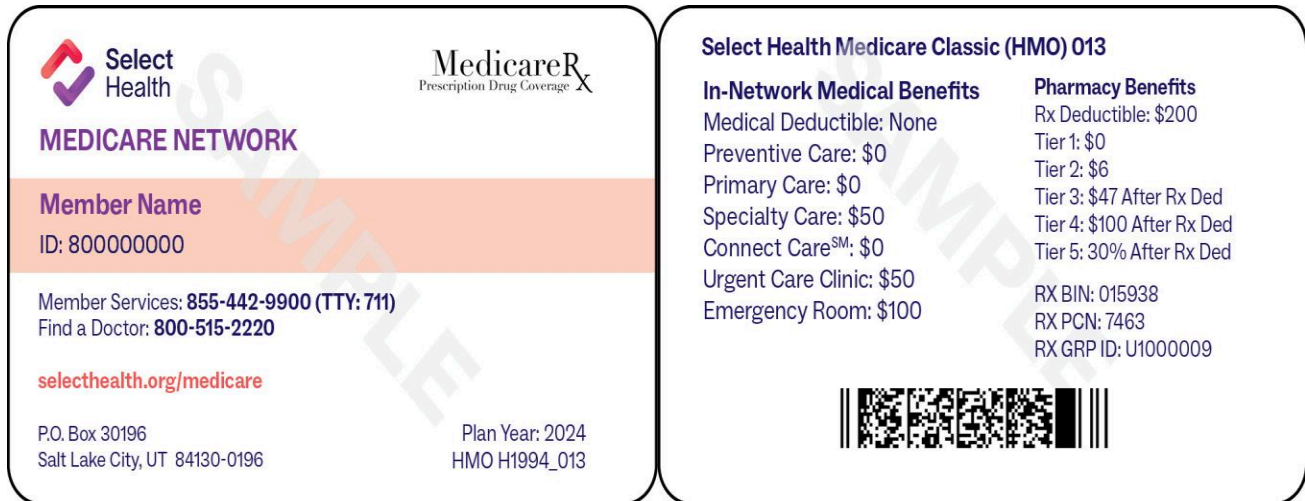 Select
Health
MedicareRx
Prescription Drug Coverage
MEDICARE NETWORK
Member Name
ID: 800000000
Member Services: 855-442-9900 (TTY: 711)
Find a Doctor: 800-515-2220
selecthealth.org/medicare
P.O. Box 30196
Salt Lake City, UT 84130-0196
Plan Year: 2024
HMO H1994_013
SAMPLE
Select Health Medicare Classic (HMO) 013
In-Network Medical Benefits
Medical Deductible: None
Preventive Care: $0
Primary Care: $0
Specialty Care: $50
Connect Care℠: $0
Urgent Care Clinic: $50
Emergency Room: $100
Pharmacy Benefits
Rx Deductible: $200
Tier 1: $0
Tier 2: $6
Tier 3: $47 After Rx Ded
Tier 4: $100 After Rx Ded
Tier 5: 30% After Rx Ded
RX BIN: 015938
RX PCN: 7463
RX GRP ID: U1000009
SAMPLE